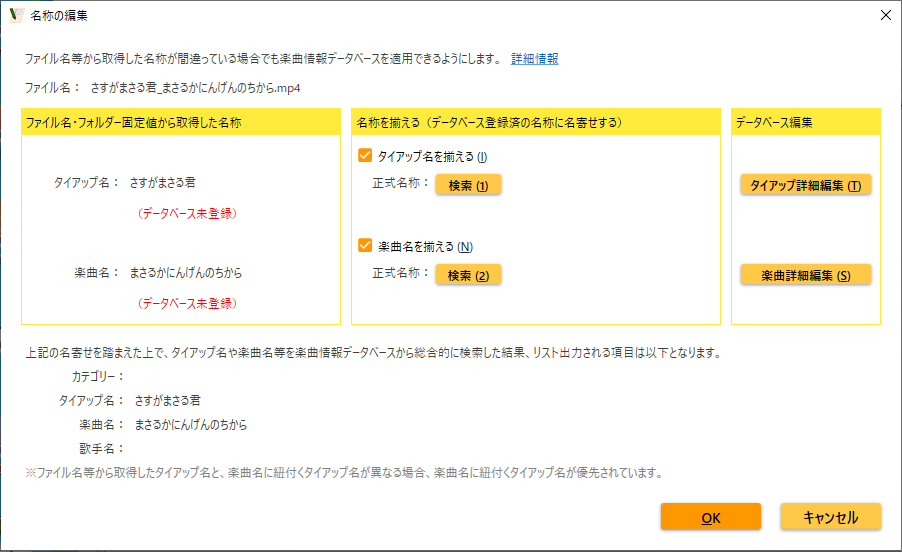 名称の編集
ファイル名等から取得した名称が間違っている場合でも楽曲情報データベースを適用できるようにします。 詳細情報
ファイル名： さすがまさる君_まさるかにんげんのちから.mp4
ファイル名・フォルダー固定値から取得した名称
タイアップ名： さすがまさる君
（データベース未登録）
楽曲名： まさるかにんげんのちから
（データベース未登録）
名称を揃える（データベース登録済の名称に名寄せする）
タイアップ名を揃える (I)
正式名称： 検索 (1)
楽曲名を揃える (N)
正式名称： 検索 (2)
データベース編集
タイアップ詳細編集 (T)
楽曲詳細編集 (S)
上記の名寄せを踏まえた上で、タイアップ名や楽曲名等を楽曲情報データベースから総合的に検索した結果、リスト出力される項目は以下となります。
カテゴリー：
タイアップ名： さすがまさる君
楽曲名： まさるかにんげんのちから
歌手名：
※ファイル名等から取得したタイアップ名と、楽曲名に紐付くタイアップ名が異なる場合、楽曲名に紐付くタイアップ名が優先されています。
OK
キャンセル